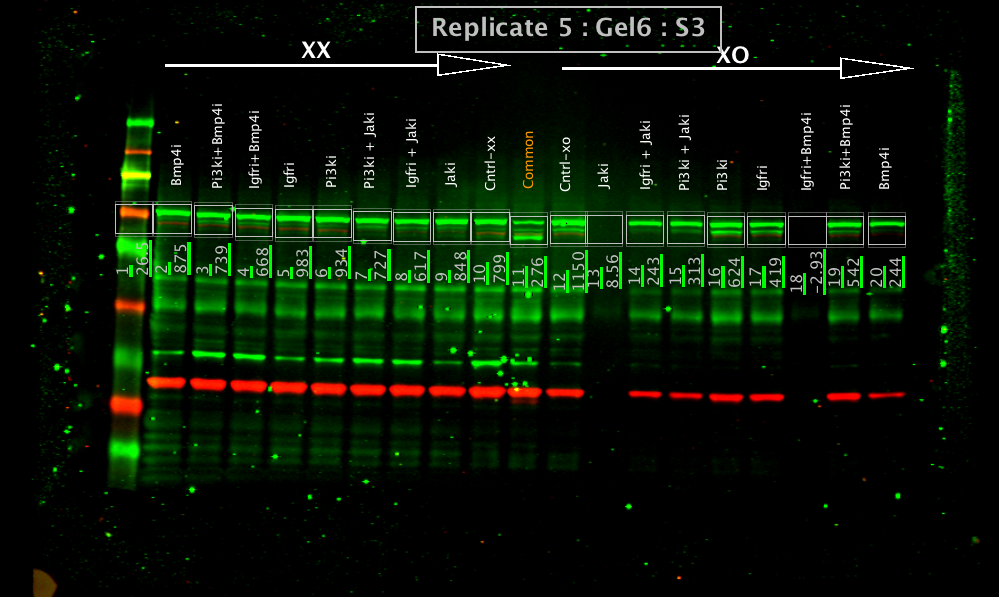 Replicate 5 : Gel6 : S3
XX
XO
Bmp4i
Pi3ki+Bmp4i
Igfri+Bmp4i
Igfri
Pi3ki
Pi3ki + Jaki
Igfri + Jaki
Jaki
Cntrl-xx
Common
Cntrl-xo
Jaki
Igfri + Jaki
Pi3ki + Jaki
Pi3ki
Igfri
Igfri+Bmp4i
Pi3ki+Bmp4i
Bmp4i
1
26.5
2
875
3
739
4
668
5
983
6
934
7
727
8
617
9
848
10
799
11
276
12
1150
13
8.56
14
243
15
313
16
624
17
419
18
-2.93
19
542
20
244